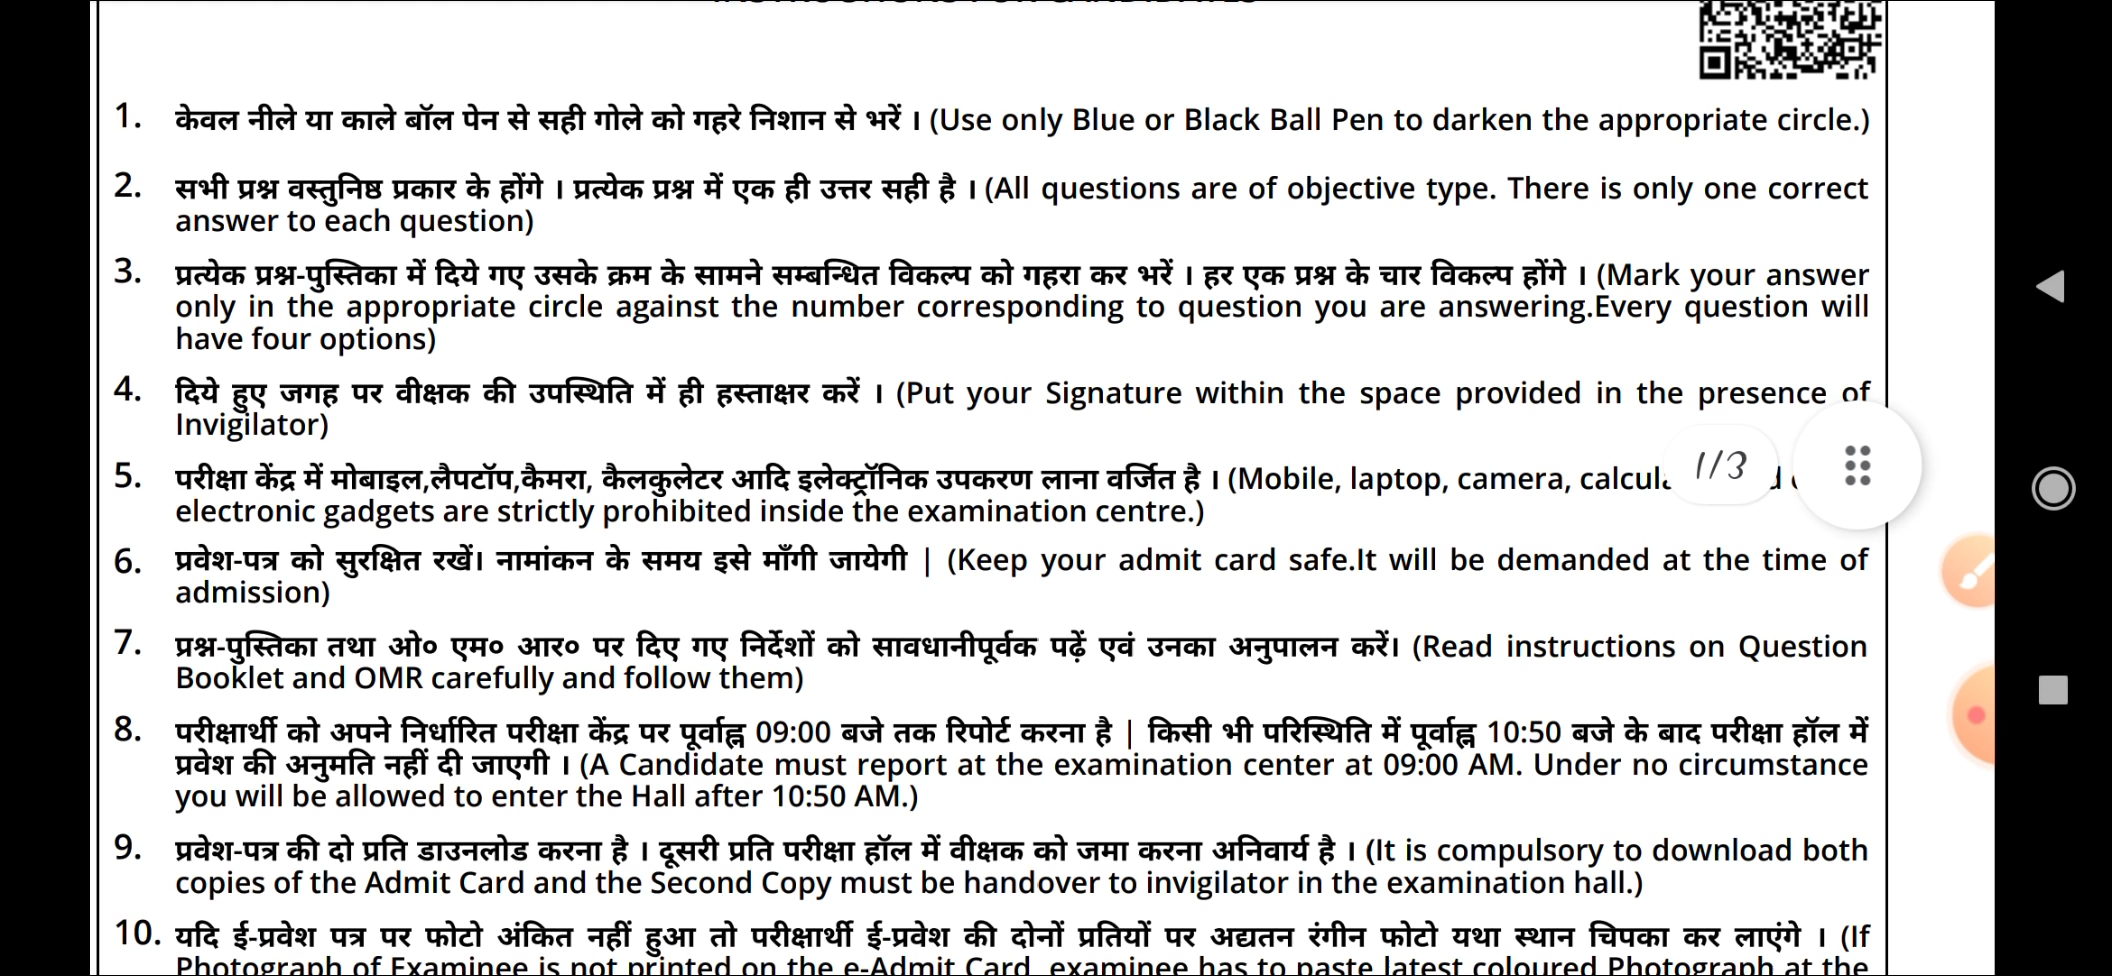 INSTRUCTIONS FOR CANDIDATES
1. केवल नीले या काले बॉल पेन से सही गोले को गहरे निशान से भरें । (Use only Blue or Black Ball Pen to darken the appropriate circle.)
2. सभी प्रश्न वस्तुनिष्ठ प्रकार के होंगे । प्रत्येक प्रश्न में एक ही उत्तर सही है । (All questions are of objective type. There is only one correct
answer to each question)
3. प्रत्येक प्रश्न-पुस्तिका में दिये गए उसके क्रम के सामने सम्बन्धित विकल्प को गहरा कर भरें । हर एक प्रश्न के चार विकल्प होंगे । (Mark your answer
only in the appropriate circle against the number corresponding to question you are answering.Every question will
have four options)
4. दिये हुए जगह पर वीक्षक की उपस्थिति में ही हस्ताक्षर करें । (Put your Signature within the space provided in the presence of
Invigilator)
5. परीक्षा केंद्र में मोबाइल,लैपटॉप,कैमरा, कैलकुलेटर आदि इलेक्ट्रॉनिक उपकरण लाना वर्जित है । (Mobile, laptop, camera,
1/3
electronic gadgets are strictly prohibited inside the examination centre.)
6. प्रवेश-पत्र को सुरक्षित रखें। नामांकन के समय इसे माँगी जायेगी | (Keep your admit card safe.It will be demanded at the time of
admission)
7. प्रश्न-पुस्तिका तथा ओ० एम० आर० पर दिए गए निर्देशों को सावधानीपूर्वक पढ़ें एवं उनका अनुपालन करें। (Read instructions on Question
Booklet and OMR carefully and follow them)
8. परीक्षार्थी को अपने निर्धारित परीक्षा केंद्र पर पूर्वाह्न 09:00 बजे तक रिपोर्ट करना है | किसी भी परिस्थिति में पूर्वाह्न 10:50 बजे के बाद परीक्षा हॉल में
प्रवेश की अनुमति नहीं दी जाएगी । (A Candidate must report at the examination center at 09:00 AM. Under no circumstance
you will be allowed to enter the Hall after 10:50 AM.)
9. प्रवेश-पत्र की दो प्रति डाउनलोड करना है । दूसरी प्रति परीक्षा हॉल में वीक्षक को जमा करना अनिवार्य है । (It is compulsory to download both
copies of the Admit Card and the Second Copy must be handover to invigilator in the examination hall.)
10. यदि ई-प्रवेश पत्र पर फोटो अंकित नहीं हुआ तो परीक्षार्थी ई-प्रवेश की दोनों प्रतियों पर अद्यतन रंगीन फोटो यथा स्थान चिपका कर लाएंगे । (If
Photograph of Examinee is not printed on the e-Admit Card, examinee has to paste latest coloured Photograph at the